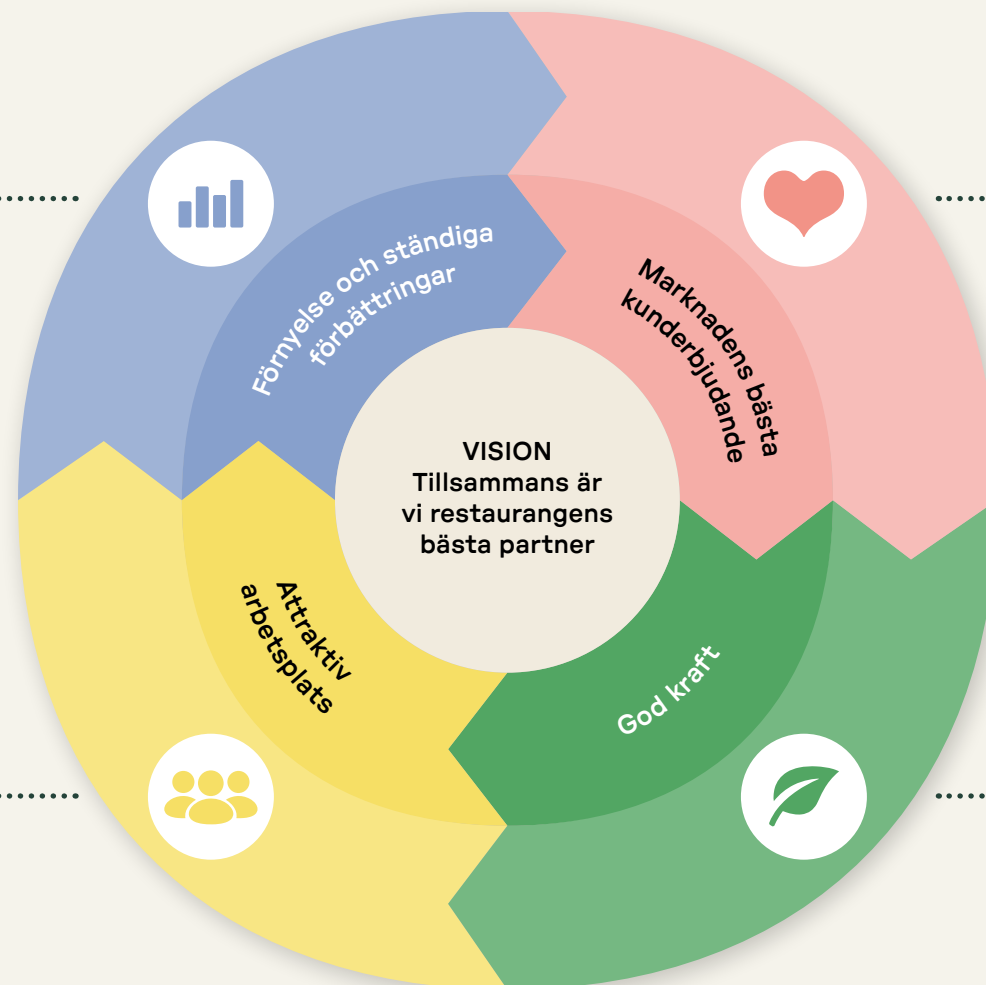 Förnyelse och ständiga
förbättringar
Marknadens bästa
kunderbjudande
VISION
Tillsammans är
vi restaurangens
bästa partner
Attraktiv
arbetsplats
God kraft